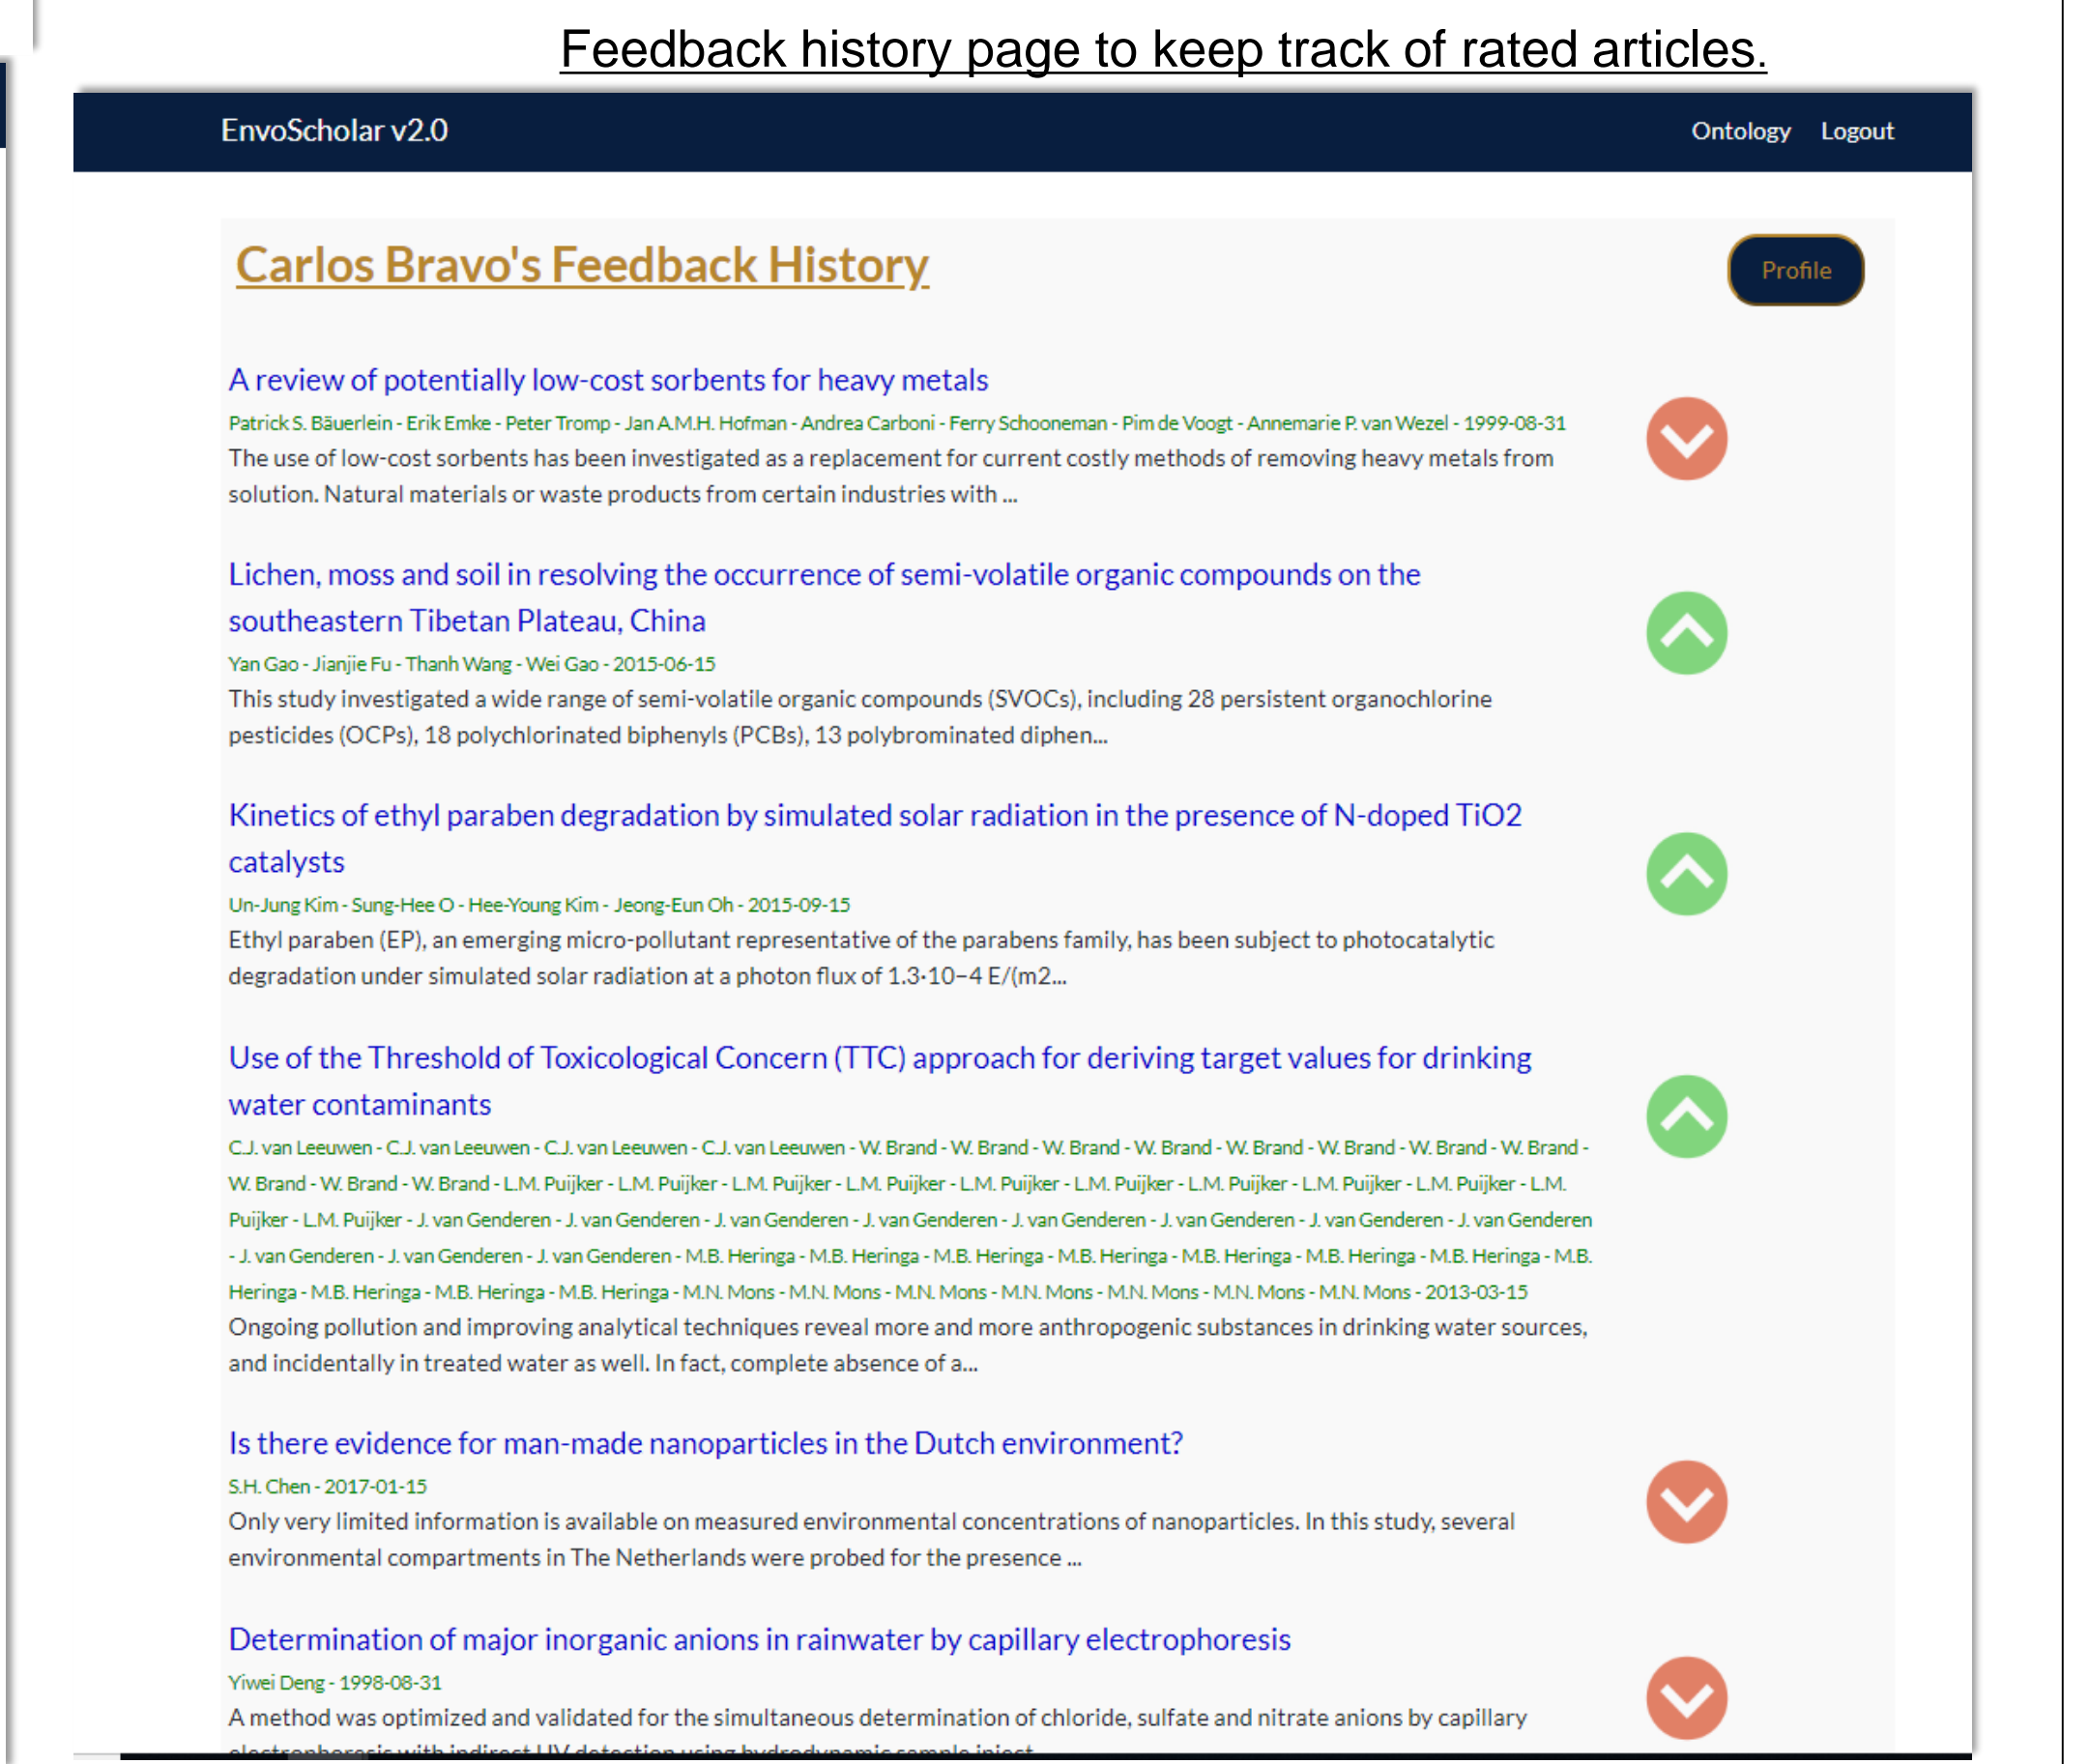 Feedback history page to keep track of rated articles.
EnvoScholar v2.0
Ontology Logout
Carlos Bravo's Feedback History
Profile
A review of potentially low-cost sorbents for heavy metals
Patrick S. Bäuerlein - Erik Emke - Peter Tromp - Jan A.M.H. Hofman - Andrea Carboni - Ferry Schooneman - Pim de Voogt - Annemarie P. van Wezel - 1999-08-31
The use of low-cost sorbents has been investigated as a replacement for current costly methods of removing heavy metals from
solution. Natural materials or waste products from certain industries with ...
Lichen, moss and soil in resolving the occurrence of semi-volatile organic compounds on the
southeastern Tibetan Plateau, China
Yan Gao - Jianjie Fu - Thanh Wang - Wei Gao - 2015-06-15
This study investigated a wide range of semi-volatile organic compounds (SVOCs), including 28 persistent organochlorine
pesticides (OCPs), 18 polychlorinated biphenyls (PCBs), 13 polybrominated diphen...
Kinetics of ethyl paraben degradation by simulated solar radiation in the presence of N-doped TiO2
catalysts
Un-Jung Kim - Sung-Hee O - Hee-Young Kim - Jeong-Eun Oh - 2015-09-15
Ethyl paraben (EP), an emerging micro-pollutant representative of the parabens family, has been subject to photocatalytic
degradation under simulated solar radiation at a photon flux of 1.3·10−4 E/(m2...
Use of the Threshold of Toxicological Concern (TTC) approach for deriving target values for drinking
water contaminants
C.J. van Leeuwen - C.J. van Leeuwen - C.J. van Leeuwen - C.J. van Leeuwen - W. Brand - W. Brand - W. Brand - W. Brand - W. Brand - W. Brand - W. Brand - W. Brand -
W. Brand - W. Brand - W. Brand - L.M. Puijker - L.M. Puijker - L.M. Puijker - L.M. Puijker - L.M. Puijker - L.M. Puijker - L.M. Puijker - L.M. Puijker - L.M. Puijker - L.M.
Puijker - L.M. Puijker - J. van Genderen - J. van Genderen - J. van Genderen - J. van Genderen - J. van Genderen - J. van Genderen - J. van Genderen - J. van Genderen
- J. van Genderen - J. van Genderen - J. van Genderen - M.B. Heringa - M.B. Heringa - M.B. Heringa - M.B. Heringa - M.B. Heringa - M.B. Heringa - M.B. Heringa - M.B.
Heringa - M.B. Heringa - M.B. Heringa - M.B. Heringa - M.N. Mons - M.N. Mons - M.N. Mons - M.N. Mons - M.N. Mons - M.N. Mons - M.N. Mons - 2013-03-15
Ongoing pollution and improving analytical techniques reveal more and more anthropogenic substances in drinking water sources,
and incidentally in treated water as well. In fact, complete absence of a...
Is there evidence for man-made nanoparticles in the Dutch environment?
S.H. Chen - 2017-01-15
Only very limited information is available on measured environmental concentrations of nanoparticles. In this study, several
environmental compartments in The Netherlands were probed for the presence ...
Determination of major inorganic anions in rainwater by capillary electrophoresis
Yiwei Deng - 1998-08-31
A method was optimized and validated for the simultaneous determination of chloride, sulfate and nitrate anions by capillary
electrophoresis with indirect UV detection using hydrodynamic sample inject